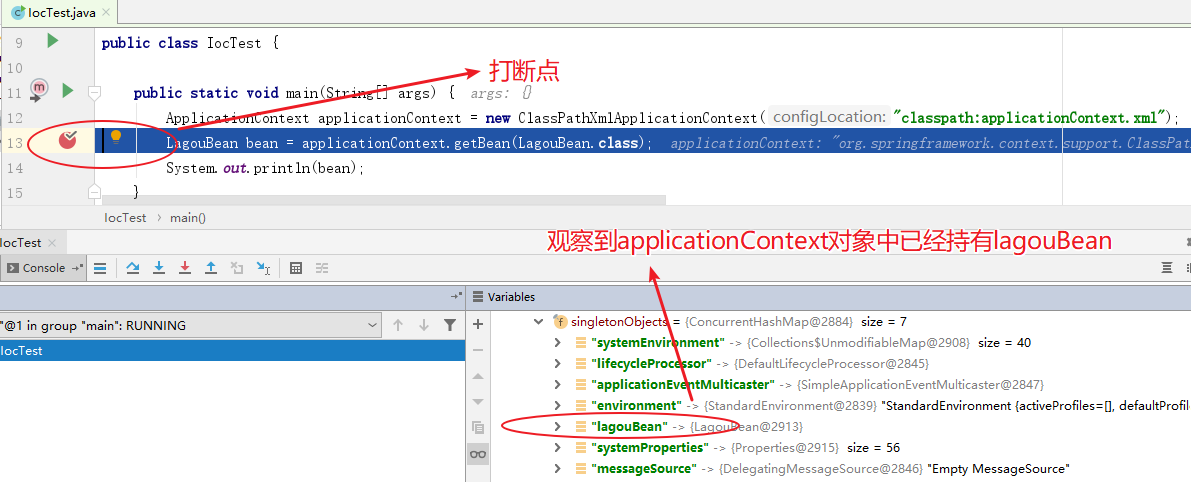 IocTest.java
9 public class IocTest {
10
11 public static void main(String[] args) { args: {}
12 ApplicationContext applicationContext = new ClassPathXmlApplicationContext( configLocation: "classpath:applicationContext.xml");
13 LagouBean bean = applicationContext.getBean(LagouBean.class); applicationContext: "org.springframework.context.support.ClassPat
14 System.out.println(bean);
15 }
打断点
IocTest › main()
观察到applicationContext对象中已经持有lagouBean
IocTest
Console
Variables
"@1 in group "main": RUNNING
IocTest
singletonObjects = {ConcurrentHashMap@2884} size = 7
"systemEnvironment" -> {Collections$UnmodifiableMap@2908} size = 40
"lifecycleProcessor" -> {DefaultLifecycleProcessor@2845}
"applicationEventMulticaster" -> {SimpleApplicationEventMulticaster@2847}
"environment" -> {StandardEnvironment@2839} "StandardEnvironment {activeProfiles=[], defaultProfil
"lagouBean" -> {LagouBean@2913}
"systemProperties" -> {Properties@2915} size = 56
"messageSource" -> {DelegatingMessageSource@2846} "Empty MessageSource"